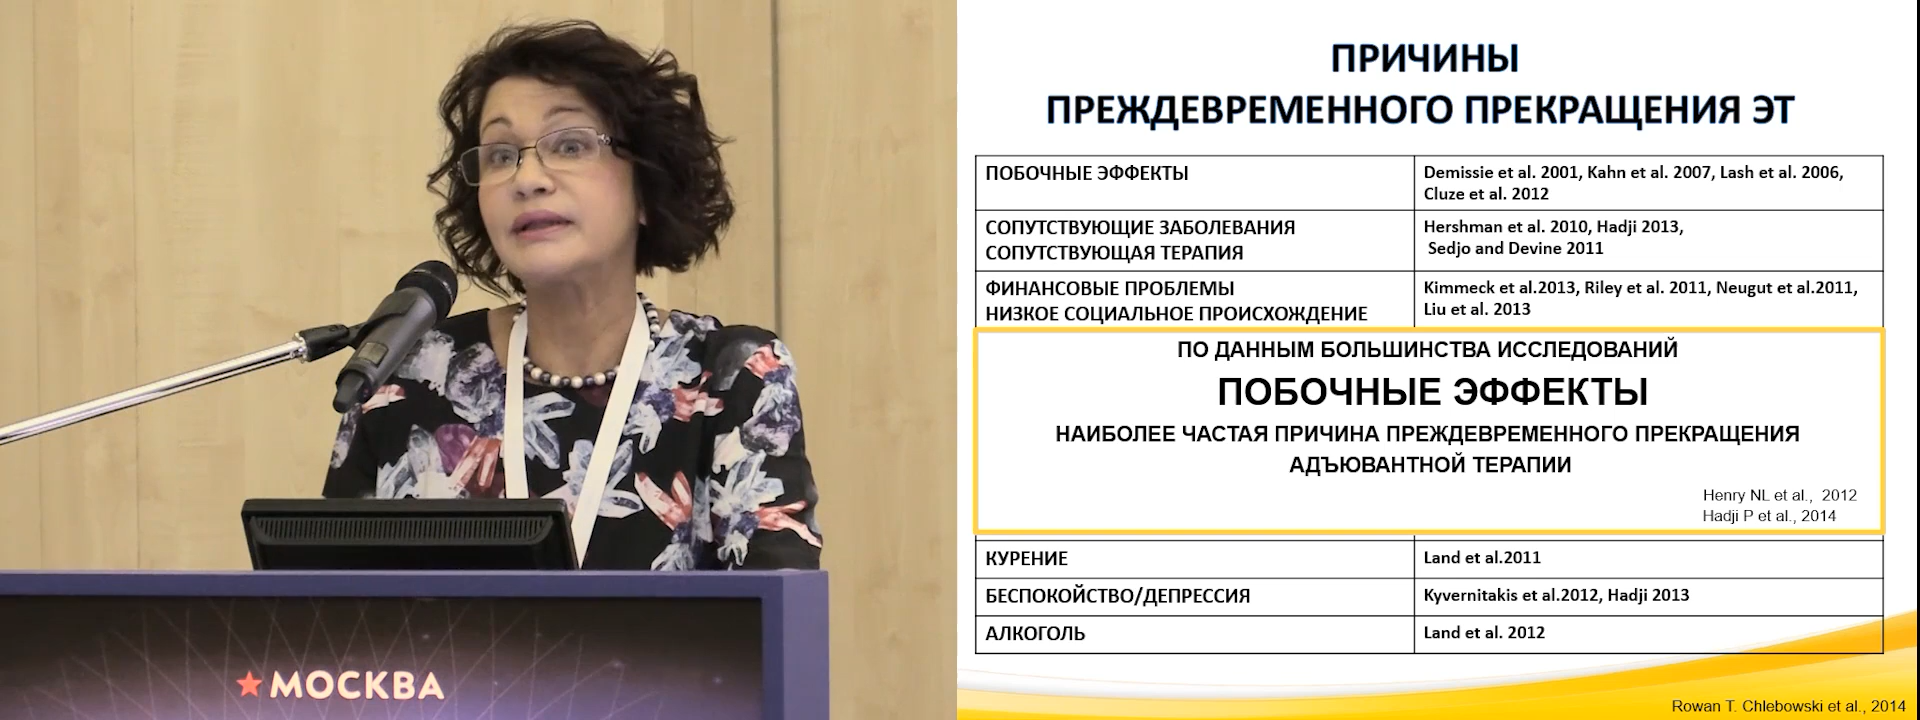 ПРИЧИНЫ
ПРЕЖДЕВРЕМЕННОГО ПРЕКРАЩЕНИЯ ЭТ
ПОБОЧНЫЕ ЭФФЕКТЫ
Demissie et al. 2001, Kahn et al. 2007, Lash et al. 2006,
Cluze et al. 2012
СОПУТСТВУЮЩИЕ ЗАБОЛЕВАНИЯ
СОПУТСТВУЮЩАЯ ТЕРАПИЯ
Hershman et al. 2010, Hadji 2013,
Sedjo and Devine 2011
ФИНАНСОВЫЕ ПРОБЛЕМЫ
НИЗКОЕ СОЦИАЛЬНОЕ ПРОИСХОЖДЕНИЕ
Kimmeck et al.2013, Riley et al. 2011, Neugut et al.2011,
Liu et al. 2013
ПО ДАННЫМ БОЛЬШИНСТВА ИССЛЕДОВАНИЙ
ПОБОЧНЫЕ ЭФФЕКТЫ
НАИБОЛЕЕ ЧАСТАЯ ПРИЧИНА ПРЕЖДЕВРЕМЕННОГО ПРЕКРАЩЕНИЯ
АДЪЮВАНТНОЙ ТЕРАПИИ
Henry NL et al., 2012
Hadji P et al., 2014
КУРЕНИЕ
Land et al.2011
БЕСПОКОЙСТВО/ДЕПРЕССИЯ
Kyvernitakis et al.2012, Hadji 2013
АЛКОГОЛЬ
Land et al. 2012
Rowan T. Chlebowski et al., 2014
МОСКВА